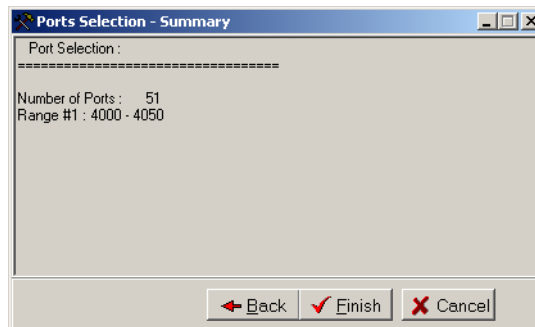 Ports Selection - Summary
Port Selection :
==================================
Number of Ports : 51
Range #1 : 4000 - 4050
Back
Finish
Cancel